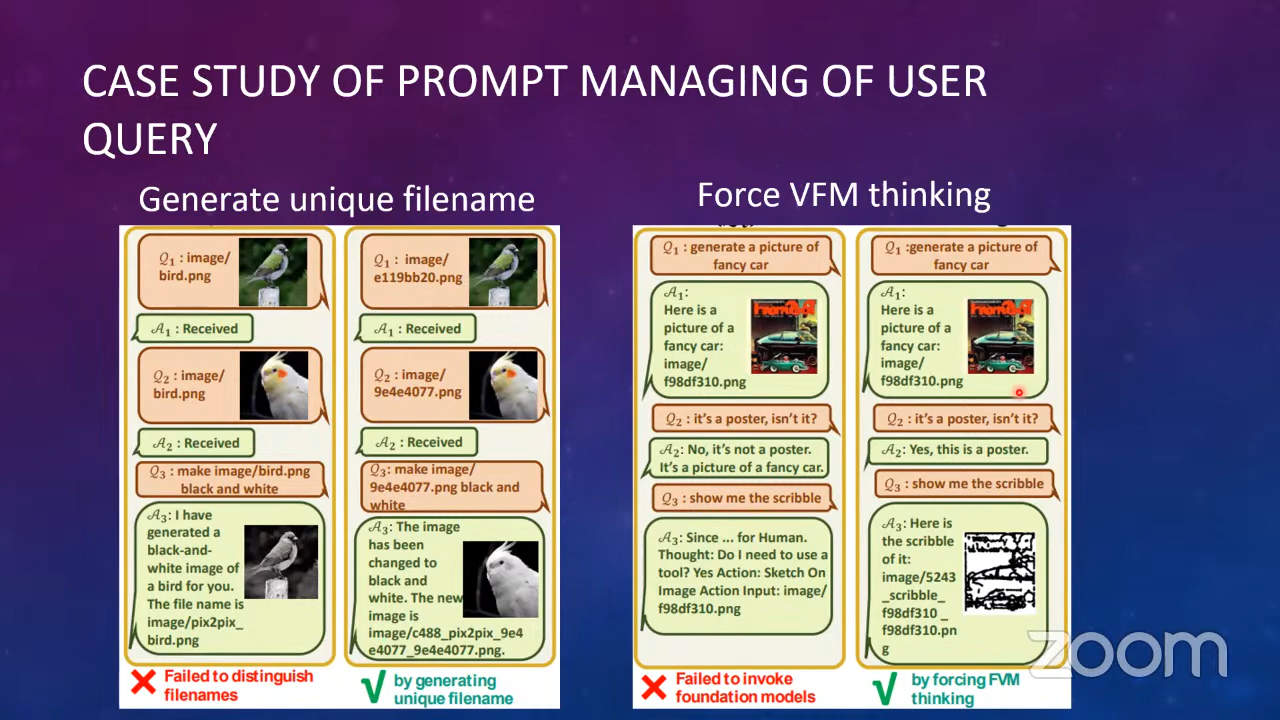 CASE STUDY OF PROMPT MANAGING OF USER
QUERY
Generate unique filename
Q1 : image/
bird.png
A1 : Received
Q2 : image/
bird.png
A2 : Received
Q3 : make image/bird.png
black and white
A3: I have
generated a
black-and-
white image of
a bird for you.
The file name is
image/pix2pix_
bird.png
Failed to distinguish
filenames
Q1 : image/
e119bb20.png
A1 : Received
Q2 : image/
9e4e4077.png
A2 : Received
Q3: make image/
9e4e4077.png black and
white
A3: The image
has been
changed to
black and
white. The new
image is
image/c488_pix2pix_9e4
e4077_9e4e4077.png.
by generating
unique filename
Force VFM thinking
Q1 : generate a picture of
fancy car
A1:
Here is a
picture of a
fancy car:
image/
f98df310.png
Q2 : it's a poster, isn't it?
A2: No, it's not a poster.
It's a picture of a fancy car.
Q3 : show me the scribble
A3: Since ... for Human.
Thought: Do I need to use a
tool? Yes Action: Sketch On
Image Action Input: image/
f98df310.png
Failed to invoke
foundation models
Q1 :generate a picture of
fancy car
A1:
Here is a
picture of a
fancy car:
image/
f98df310.png
Q2 : it's a poster, isn't it?
A2: Yes, this is a poster.
Q3 : show me the scribble
A3: Here is
the scribble
of it:
image/5243
_scribble_
f98df310 _
f98df310.pn
g
by forcing FVM
thinking
zoom